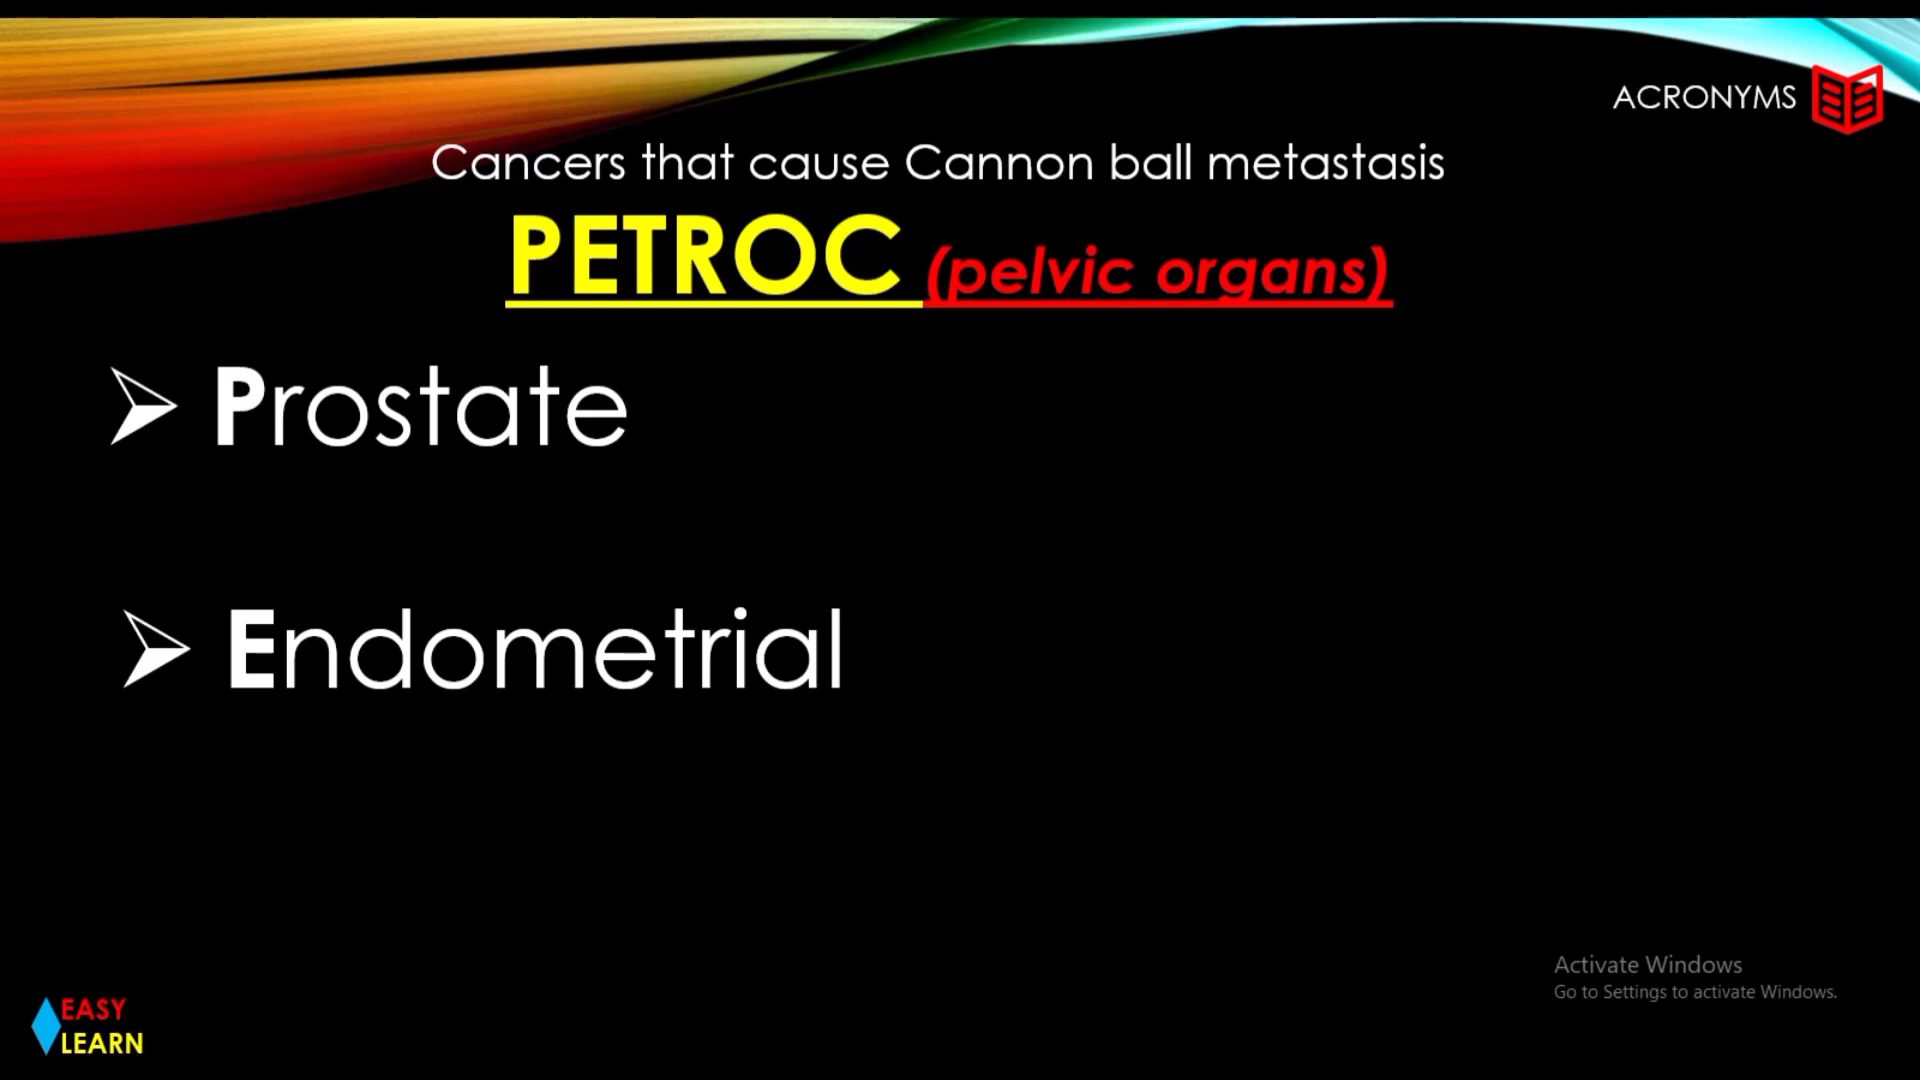 ACRONYMS
Cancers that cause Cannon ball metastasis
PETROC (pelvic organs)
Prostate
Endometrial
Activate Windows
Go to Settings to activate Windows.
EASY
LEARN